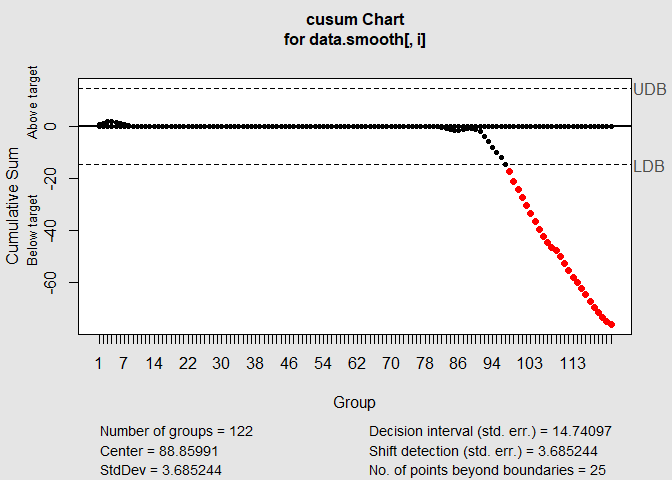 cusum Chart
for data.smooth[, i]
Cumulative Sum
Above target
Below target
0
-20
-40
-60
UDB
LDB
1 7 14 22 30 38 46 54 62 70 78 86 94 103 113
Group
Number of groups = 122
Center = 88.85991
StdDev = 3.685244
Decision interval (std. err.) = 14.74097
Shift detection (std. err.) = 3.685244
No. of points beyond boundaries = 25